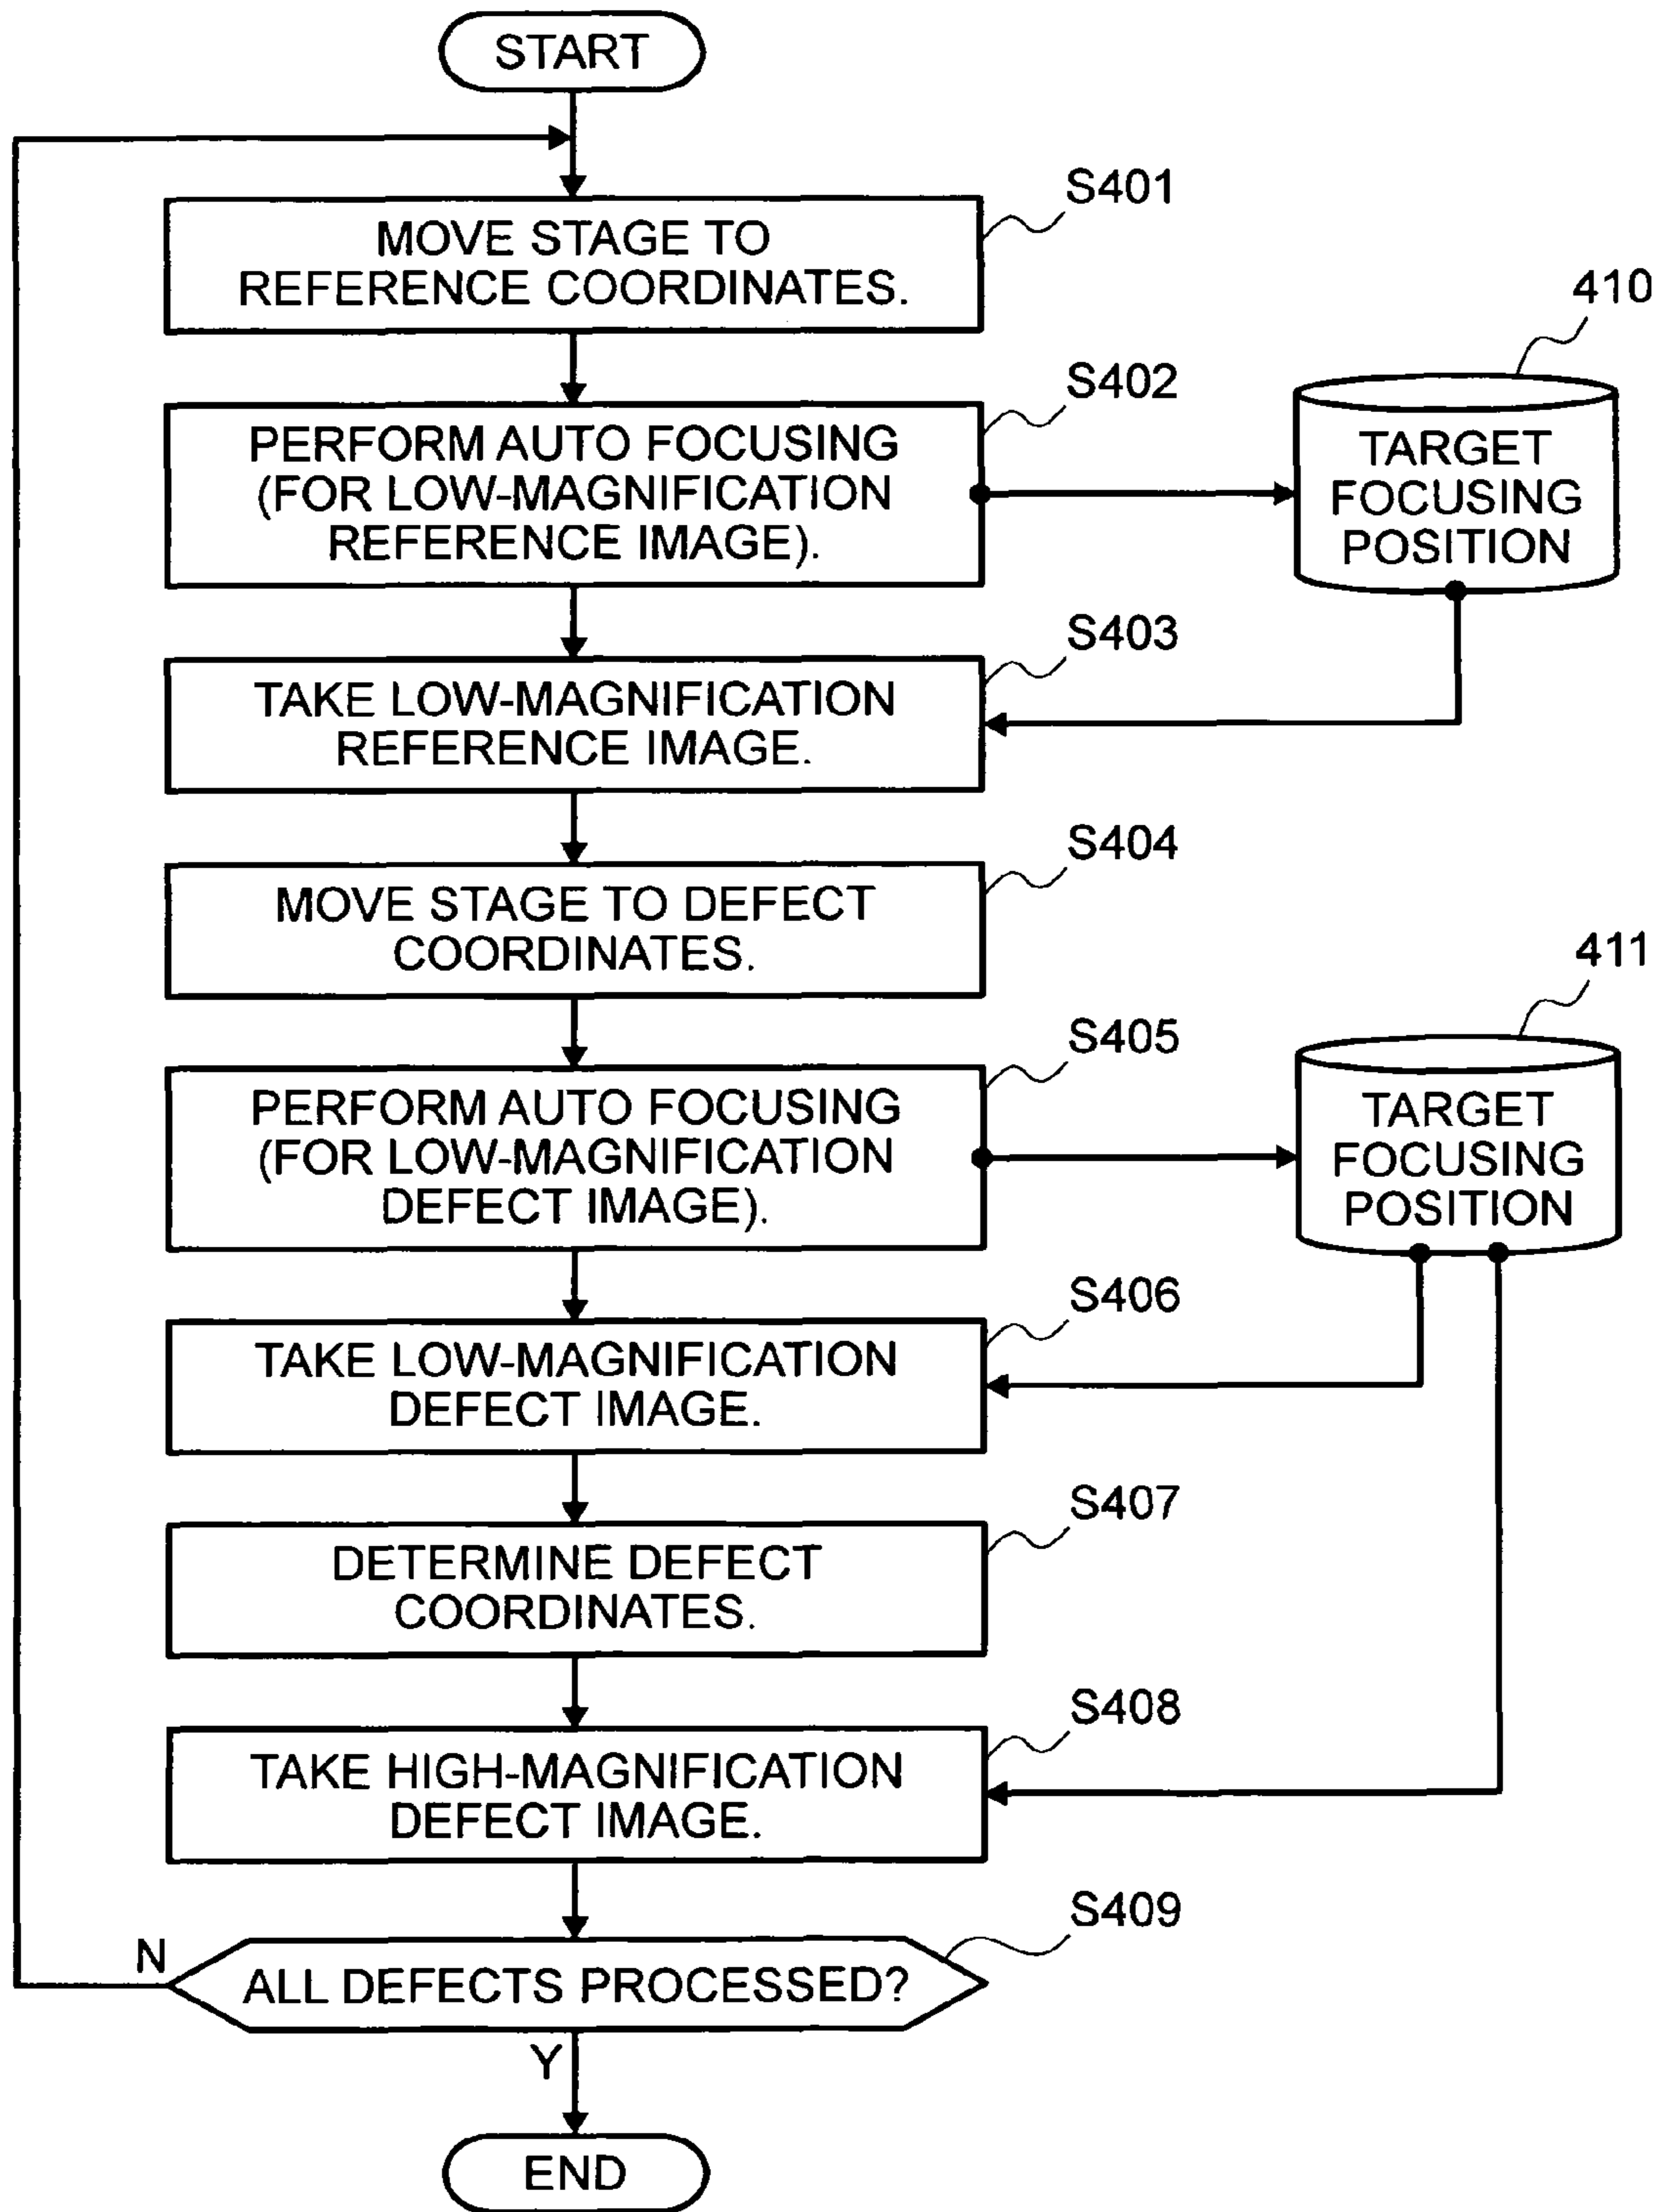 START
S401
MOVE STAGE TO
REFERENCE COORDINATES.
410
S402
PERFORM AUTO FOCUSING
(FOR LOW-MAGNIFICATION
REFERENCE IMAGE).
TARGET
FOCUSING
POSITION
S403
TAKE LOW-MAGNIFICATION
REFERENCE IMAGE.
S404
MOVE STAGE TO DEFECT
COORDINATES.
411
S405
PERFORM AUTO FOCUSING
(FOR LOW-MAGNIFICATION
DEFECT IMAGE).
TARGET
FOCUSING
POSITION
S406
TAKE LOW-MAGNIFICATION
DEFECT IMAGE.
S407
DETERMINE DEFECT
COORDINATES.
S408
TAKE HIGH-MAGNIFICATION
DEFECT IMAGE.
S409
N
ALL DEFECTS PROCESSED?
Y
END